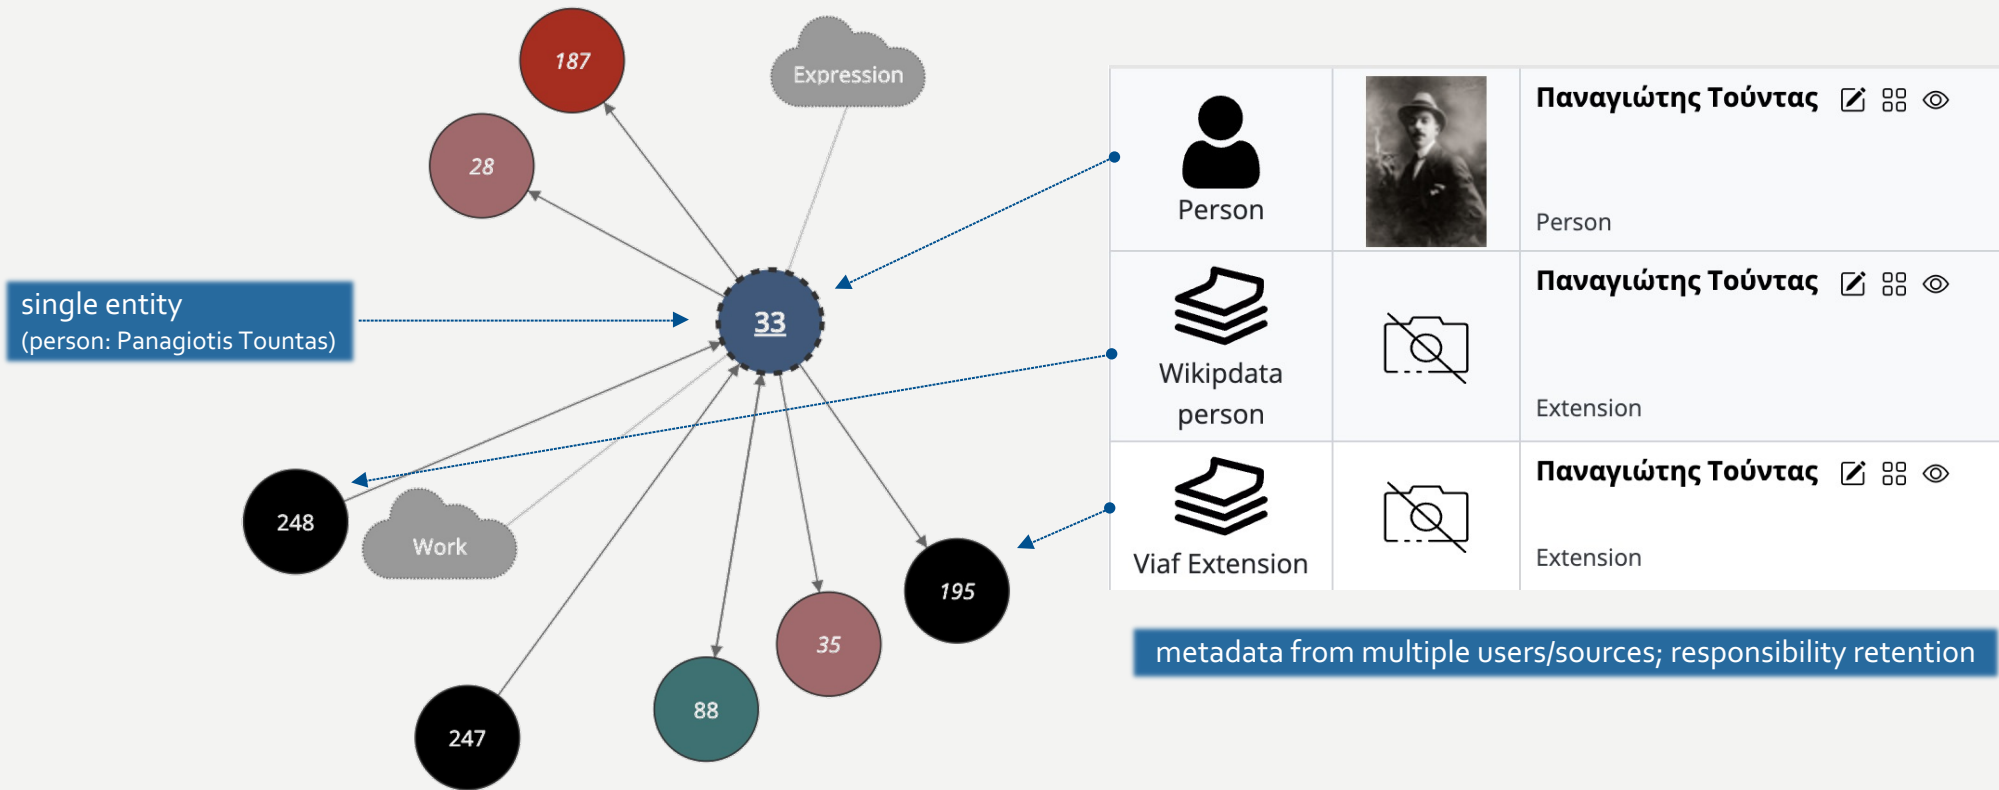 187
Expression
28
single entity
(person: Panagiotis Tountas)
33
248
Work
195
35
88
247
Person
Παναγιώτης Τούντας
Person
Wikipdata
person
Παναγιώτης Τούντας
Extension
Viaf Extension
Παναγιώτης Τούντας
Extension
metadata from multiple users/sources; responsibility retention